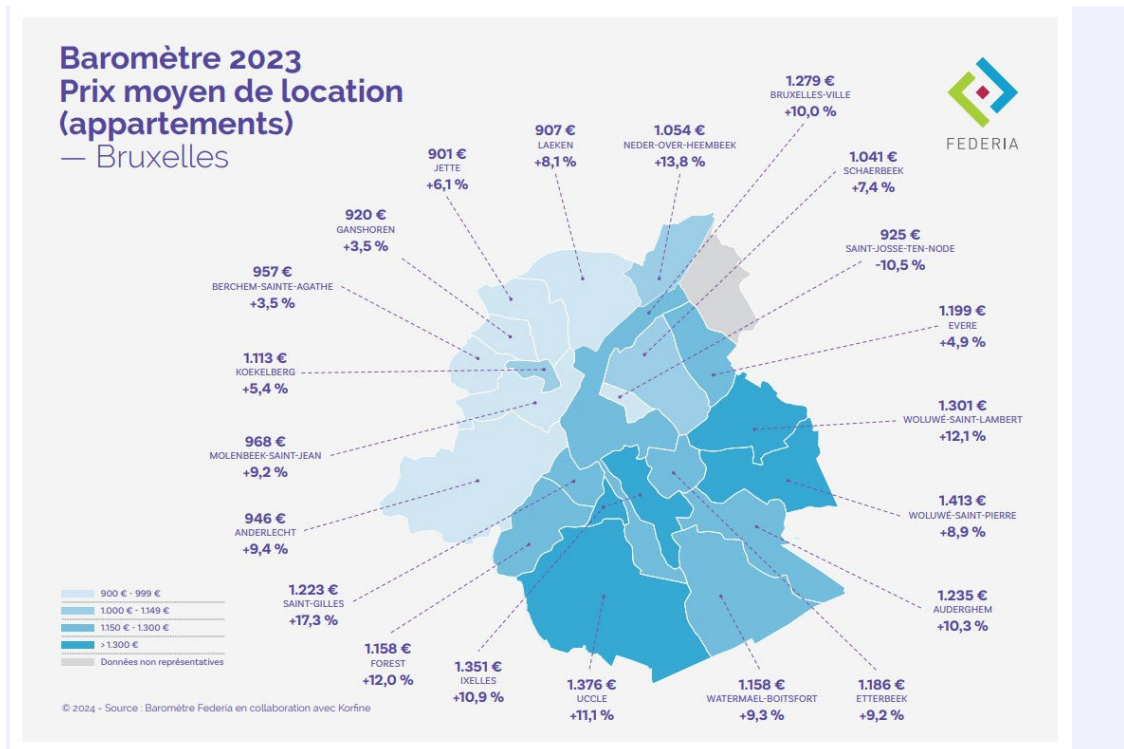 Baromètre 2023
Prix moyen de location
(appartements)
— Bruxelles
FEDERIA
1.279 €
BRUXELLES-VILLE
+10,0 %
1.054 €
NEDER-OVER-HEEMBEEK
+13,8 %
907 €
LAEKEN
+8,1 %
901 €
JETTE
+6,1 %
1.041 €
SCHAERBEEK
+7,4 %
920 €
GANSHOREN
+3,5 %
925 €
SAINT-JOSSE-TEN-NODE
-10,5 %
957 €
BERCHEM-SAINTE-AGATHE
+3,5 %
1.199 €
EVERE
+4,9 %
1.113 €
KOEKELBERG
+5,4 %
1.301 €
WOLUWÉ-SAINT-LAMBERT
+12,1 %
968 €
MOLENBEEK-SAINT-JEAN
+9,2 %
1.413 €
WOLUWÉ-SAINT-PIERRE
+8,9 %
946 €
ANDERLECHT
+9,4 %
1.223 €
SAINT-GILLES
+17,3 %
1.235 €
AUDERGHEM
+10,3 %
1.158 €
FOREST
+12,0 %
1.351 €
IXELLES
+10,9 %
1.376 €
UCCLE
+11,1 %
1.158 €
WATERMAEL-BOITSFORT
+9,3 %
1.186 €
ETTERBEEK
+9,2 %
900 € - 999 €
1.000 € - 1.149 €
1.150 € - 1.300 €
> 1.300 €
Données non représentatives
© 2024 - Source : Baromètre Federia en collaboration avec Korfine